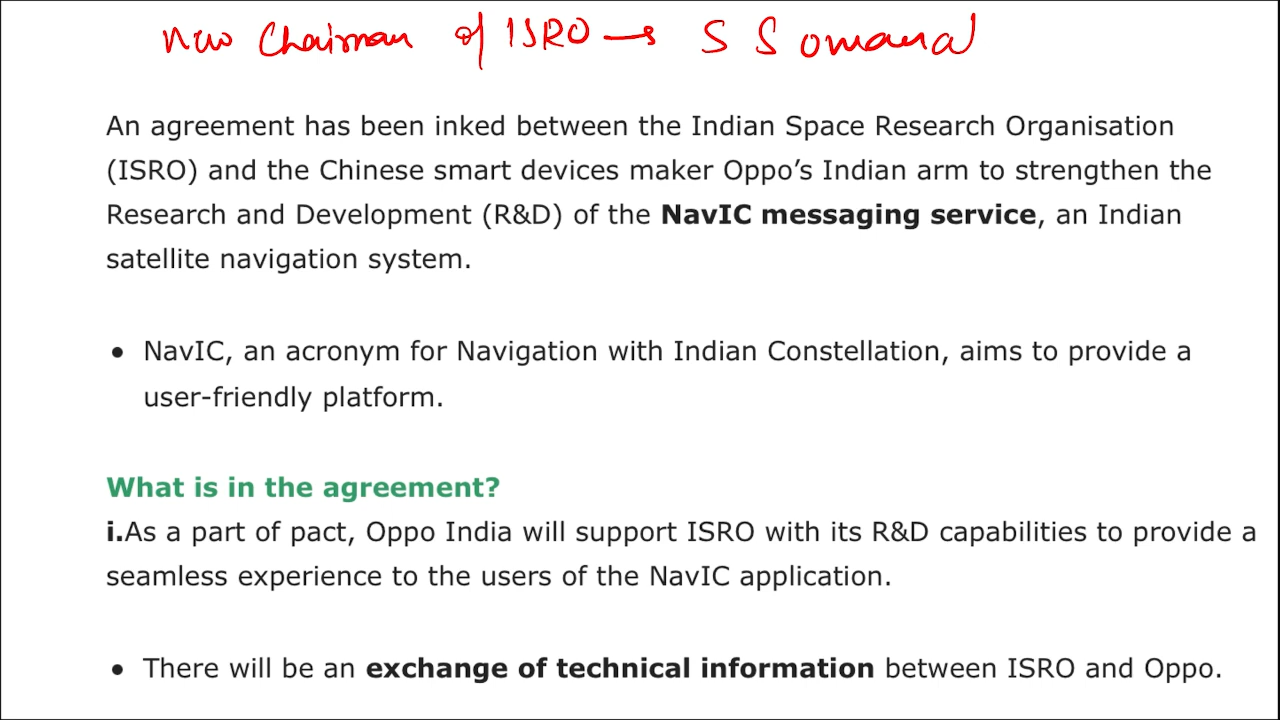 New Chairman of ISRO → S Somana
An agreement has been inked between the Indian Space Research Organisation
(ISRO) and the Chinese smart devices maker Oppo’s Indian arm to strengthen the
Research and Development (R&D) of the NavIC messaging service, an Indian
satellite navigation system.
• NavIC, an acronym for Navigation with Indian Constellation, aims to provide a
user-friendly platform.
What is in the agreement?
i.As a part of pact, Oppo India will support ISRO with its R&D capabilities to provide a
seamless experience to the users of the NavIC application.
• There will be an exchange of technical information between ISRO and Oppo.